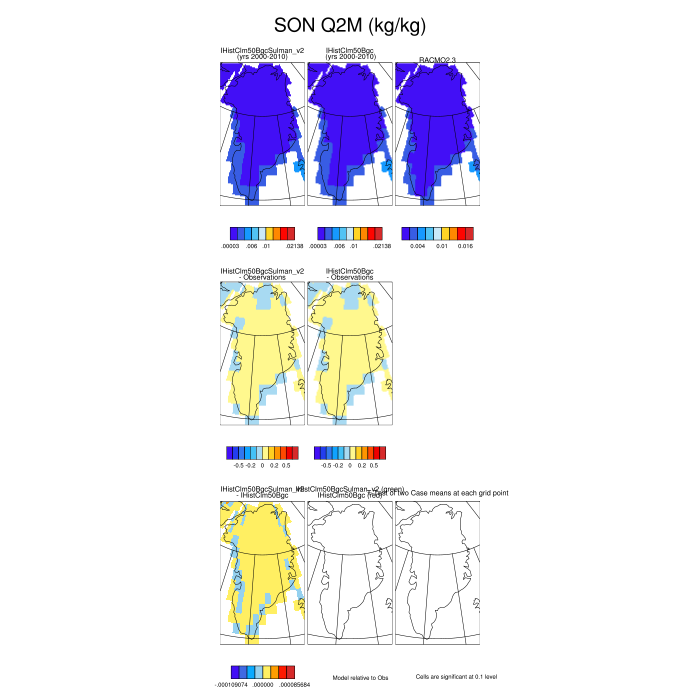 SON Q2M (kg/kg)
IHistClm50BgcSulman_v2
(yrs 2000-2010)
IHistClm50Bgc
(yrs 2000-2010)
RACMO2.3
.00003 .006 .01 .02138
.00003 .006 .01 .02138
0.004 0.01 0.016
IHistClm50BgcSulman_v2
- Observations
IHistClm50Bgc
- Observations
-0.5 -0.2 0 0.2 0.5
-0.5 -0.2 0 0.2 0.5
IHistClm50BgcSulman_v2
- IHistClm50Bgc
IHistClm50BgcSulman_v2 (green)
IHistClm50Bgc (red)
of two Case means at each grid point
-.000109074 .000000 .000085684
Model relative to Obs
Cells are significant at 0.1 level